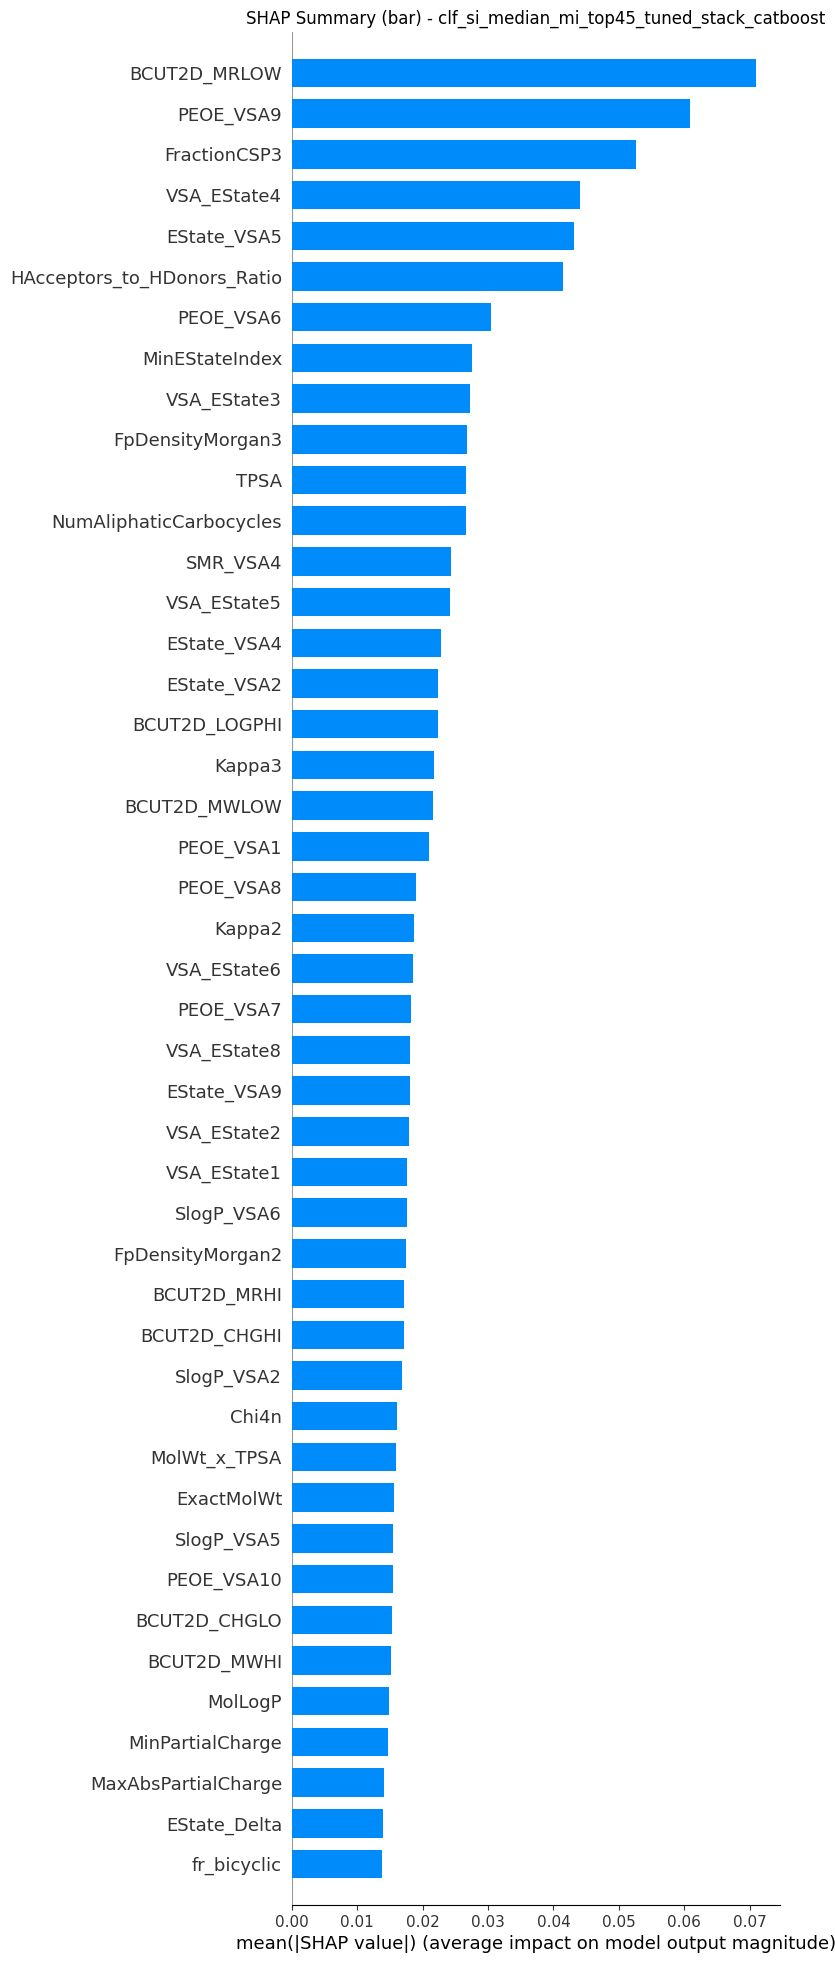 SHAP Summary (bar) - clf_si_median_mi_top45_tuned_stack_catboost
BCUT2D_MRLOW
PEOE_VSA9
FractionCSP3
VSA_EState4
EState_VSA5
HAcceptors_to_HDonors_Ratio
PEOE_VSA6
MinEStateIndex
VSA_EState3
FpDensityMorgan3
TPSA
NumAliphaticCarbocycles
SMR_VSA4
VSA_EState5
EState_VSA4
EState_VSA2
BCUT2D_LOGPHI
Kappa3
BCUT2D_MWLOW
PEOE_VSA1
PEOE_VSA8
Kappa2
VSA_EState6
PEOE_VSA7
VSA_EState8
EState_VSA9
VSA_EState2
VSA_EState1
SlogP_VSA6
FpDensityMorgan2
BCUT2D_MRHI
BCUT2D_CHGHI
SlogP_VSA2
Chi4n
MolWt_x_TPSA
ExactMolWt
SlogP_VSA5
PEOE_VSA10
BCUT2D_CHGLO
BCUT2D_MWHI
MolLogP
MinPartialCharge
MaxAbsPartialCharge
EState_Delta
fr_bicyclic
0.00 0.01 0.02 0.03 0.04 0.05 0.06 0.07
mean(|SHAP value|) (average impact on model output magnitude)